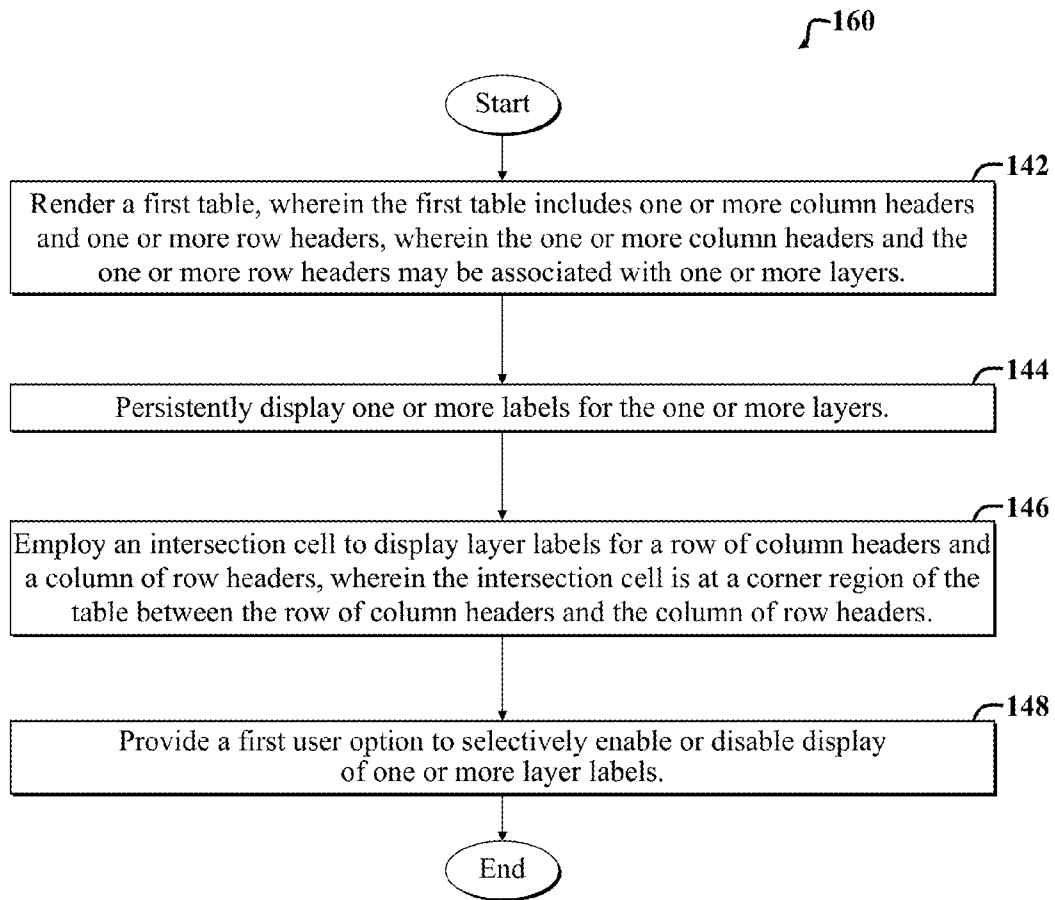 160
Start
142
Render a first table, wherein the first table includes one or more column headers
and one or more row headers, wherein the one or more column headers and the
one or more row headers may be associated with one or more layers.
144
Persistently display one or more labels for the one or more layers.
146
Employ an intersection cell to display layer labels for a row of column headers and
a column of row headers, wherein the intersection cell is at a corner region of the
table between the row of column headers and the column of row headers.
148
Provide a first user option to selectively enable or disable display
of one or more layer labels.
End